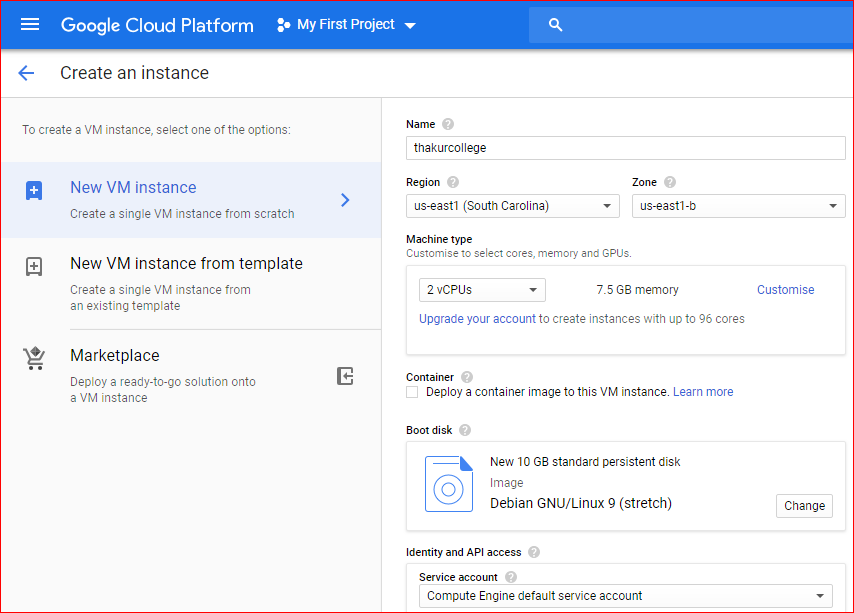 Google Cloud Platform My First Project
Create an instance
To create a VM instance, select one of the options:
New VM instance
Create a single VM instance from scratch
New VM instance from template
Create a single VM instance from
an existing template
Marketplace
Deploy a ready-to-go solution onto
a VM instance
Name ?
thakurcollege
Region ? Zone ?
us-east1 (South Carolina) us-east1-b
Machine type
Customise to select cores, memory and GPUs.
2 vCPUs 7.5 GB memory Customise
Upgrade your account to create instances with up to 96 cores
Container ?
Deploy a container image to this VM instance. Learn more
Boot disk ?
New 10 GB standard persistent disk
Image
Debian GNU/Linux 9 (stretch)
Change
Identity and API access ?
Service account ?
Compute Engine default service account